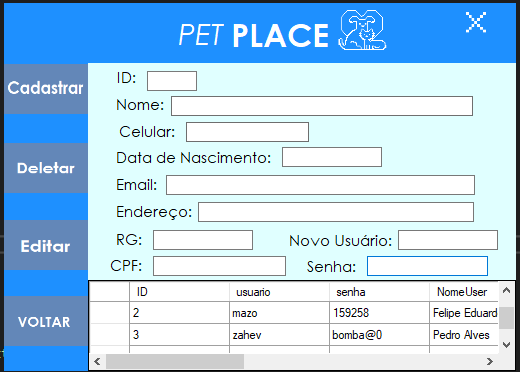 PET PLACE
Cadastrar
Deletar
Editar
VOLTAR
ID:
Nome:
Celular:
Data de Nascimento:
Email:
Endereço:
RG: Novo Usuário:
CPF: Senha:
ID usuario senha NomeUser
2 mazo 159258 Felipe Eduard
3 zahev bomba@0 Pedro Alves